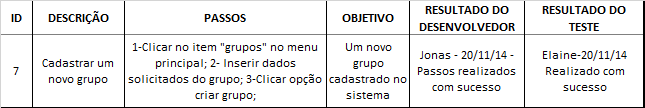 ID DESCRIÇÃO PASSOS OBJETIVO RESULTADO DO DESENVOLVEDOR RESULTADO DO TESTE
7
Cadastrar um
novo grupo
1-Clicar no item "grupos" no menu
principal; 2- Inserir dados
solicitados do grupo; 3-Clicar opção
criar grupo;
Um novo
grupo
cadastrado no
sistema
Jonas - 20/11/14 -
Passos realizados
com sucesso
Elaine-20/11/14
Realizado com
sucesso